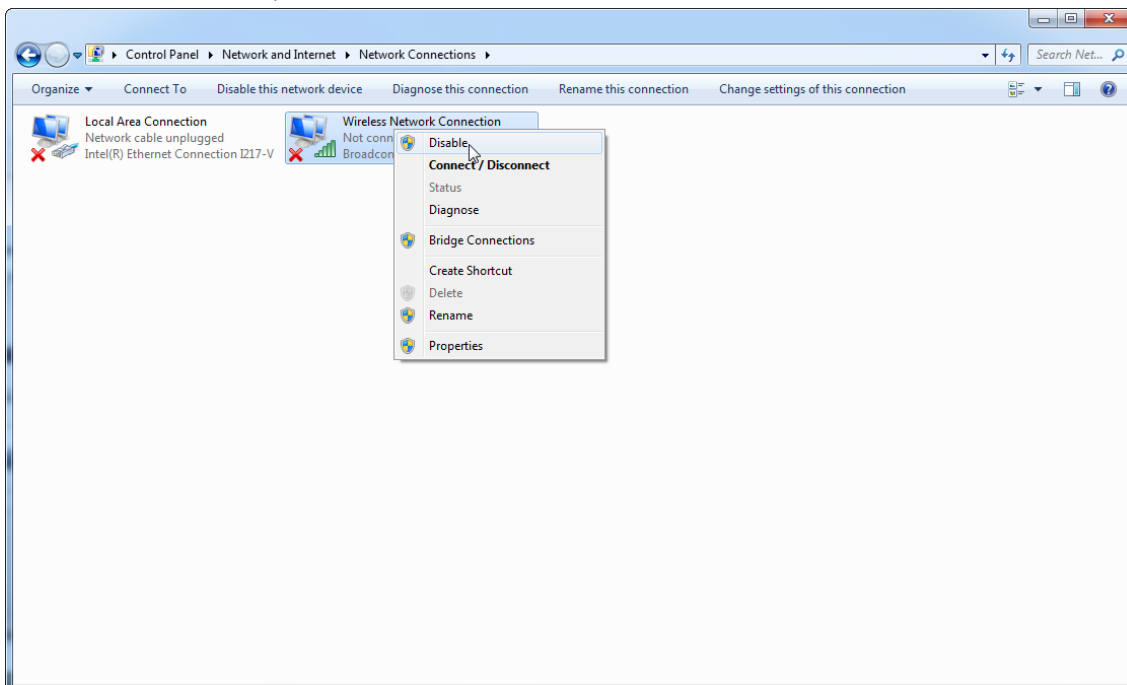 Control Panel Network and Internet Network Connections
Search Net...
Organize Connect To Disable this network device Diagnose this connection Rename this connection Change settings of this connection
Local Area Connection
Network cable unplugged
Intel(R) Ethernet Connection I217-V
Wireless Network Connection
Not conn
Broadcon
Disable
Connect / Disconnect
Status
Diagnose
Bridge Connections
Create Shortcut
Delete
Rename
Properties